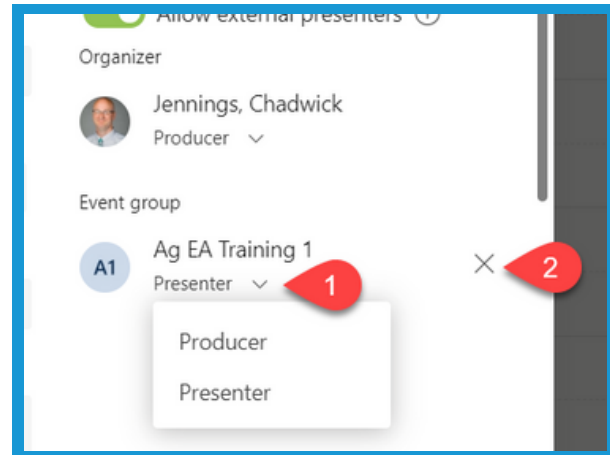 Allow external presenters
Organizer
Jennings, Chadwick
Producer
Event group
A1
Ag EA Training 1
Presenter
1
2
Producer
Presenter